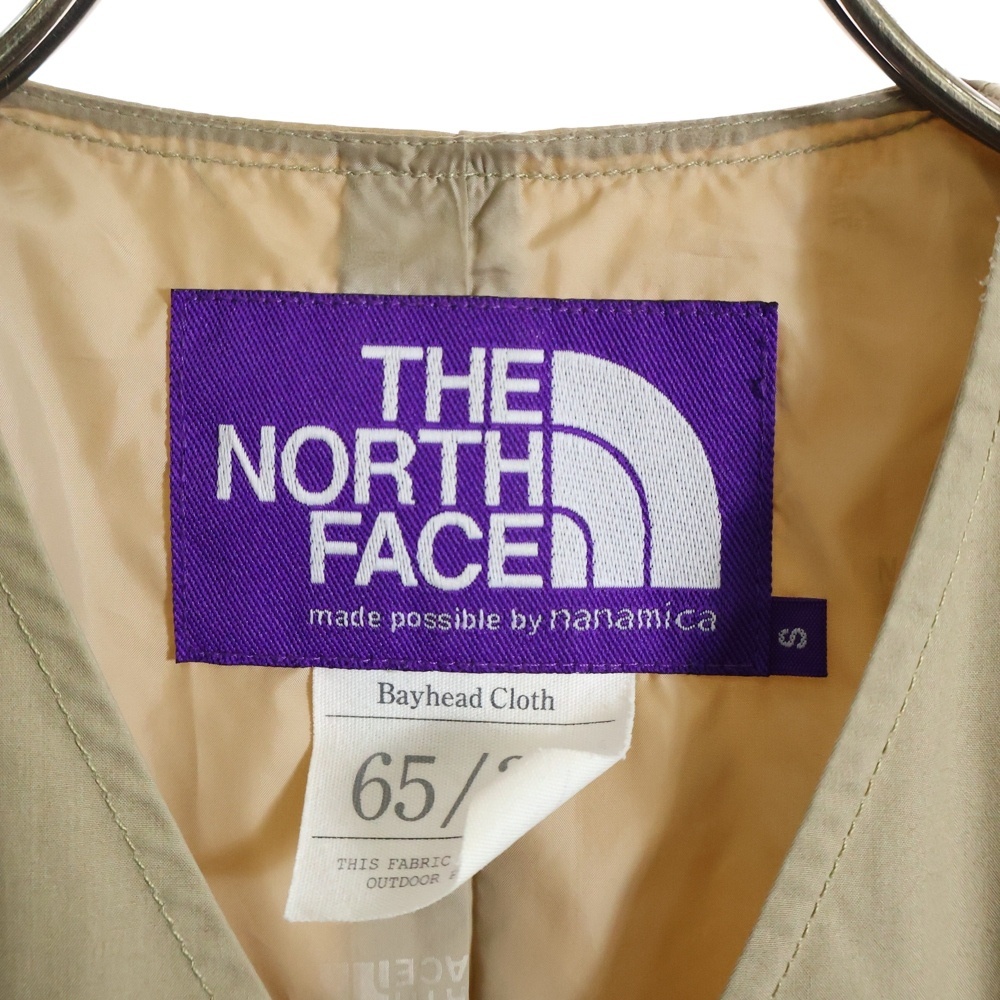 THE
NORTH
FACE
made possible by nanamica
S
Bayhead Cloth
65/
THIS FABRIC
OUTDOOR